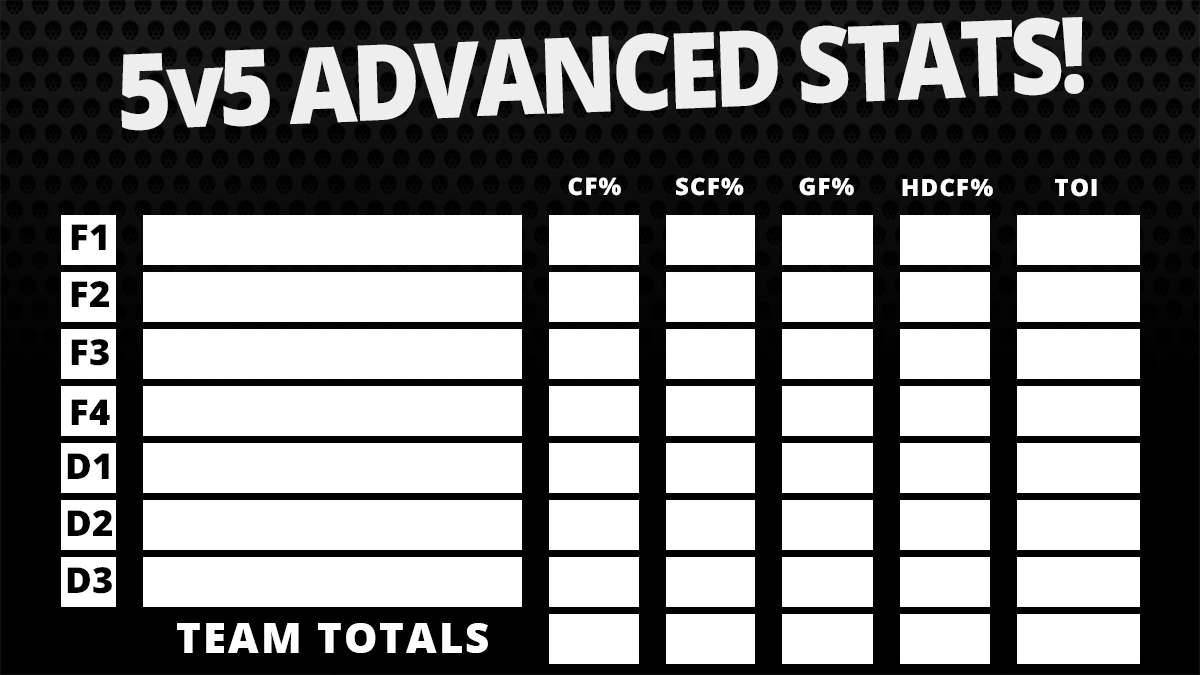 5v5 ADVANCED STATS!
CF% SCF% GF% HDCF% TOI
F1
F2
F3
F4
D1
D2
D3
TEAM TOTALS